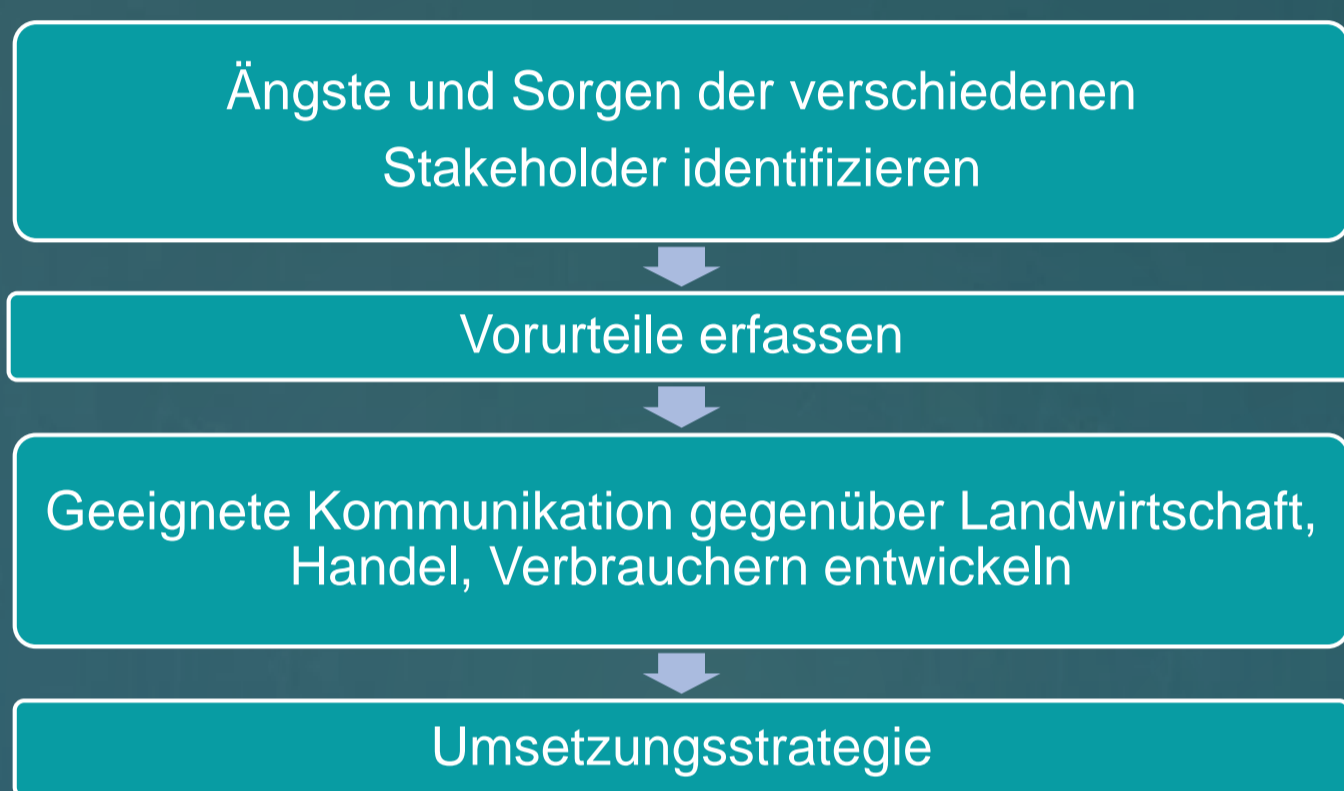 Ängste und Sorgen der verschiedenen
Stakeholder identifizieren
Vorurteile erfassen
Geeignete Kommunikation gegenüber Landwirtschaft,
Handel, Verbrauchern entwickeln
Umsetzungsstrategie